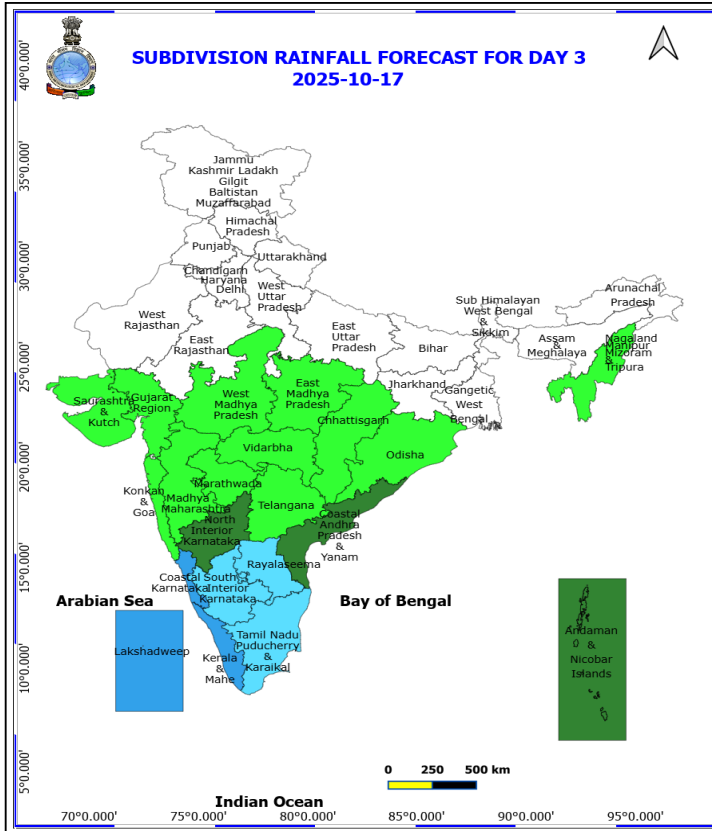 SUBDIVISION RAINFALL FORECAST FOR DAY 3
2025-10-17
40°0.000'
35°0.000'
30°0.000'
25°0.000'
20°0.000'
15°0.000'
10°0.000'
5°0.000'
Jammu
Kashmir Ladakh
Gilgit
Baltistan
Muzaffarabad
Himachal
Pradesh
Punjab
Uttarakhand
Chandigarh
Haryana
Delhi
West
Uttar
Pradesh
West
Rajasthan
East
Rajasthan
East
Uttar
Pradesh
Bihar
Sub Himalayan
West Bengal
&
Sikkim
Arunachal
Pradesh
Assam
&
Meghalaya
Nagaland
Manipur
Mizoram
&
Tripura
Jharkhand
Gangetic
West
Bengal
Saurashtra
&
Kutch
Gujarat
Region
West
Madhya
Pradesh
East
Madhya
Pradesh
Chhattisgarh
Odisha
Vidarbha
Konkan
&
Goa
Madhya
Maharashtra
Marathwada
Telangana
North
Interior
Karnataka
Coastal
Andhra
Pradesh
&
Yanam
Rayalaseema
Coastal
Karnataka
South
Interior
Karnataka
Arabian Sea
Bay of Bengal
Lakshadweep
Kerala
&
Mahe
Tamil Nadu
Puducherry
&
Karaikal
Andaman
&
Nicobar
Islands
0 250 500 km
Indian Ocean
70°0.000' 75°0.000' 80°0.000' 85°0.000' 90°0.000' 95°0.000'